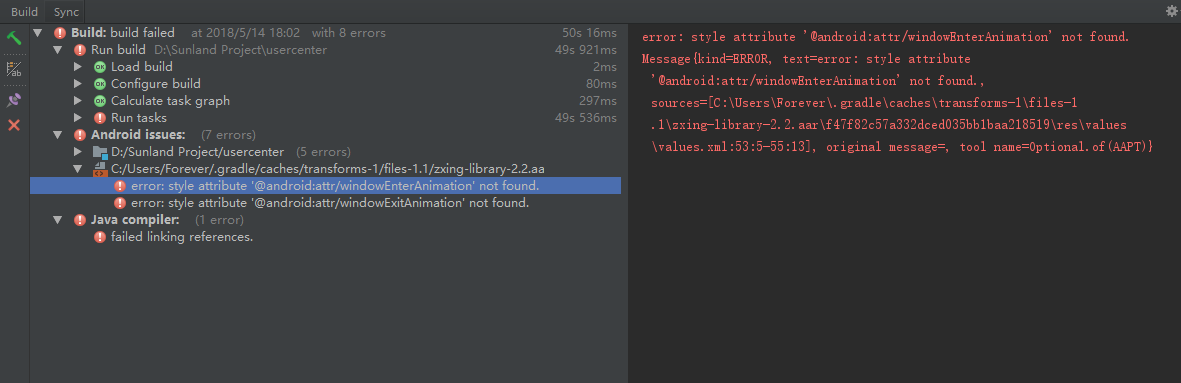 Build Sync
Build: build failed at 2018/5/14 18:02 with 8 errors 50s 16ms
Run build D:\Sunland Project\usercenter 49s 921ms
Load build 2ms
Configure build 80ms
Calculate task graph 297ms
Run tasks 49s 536ms
Android issues: (7 errors)
D:/Sunland Project/usercenter (5 errors)
C:/Users/Forever/.gradle/caches/transforms-1/files-1.1/zxing-library-2.2.aa
error: style attribute '@android:attr/windowEnterAnimation' not found.
error: style attribute '@android:attr/windowExitAnimation' not found.
Java compiler: (1 error)
failed linking references.
error: style attribute '@android:attr/windowEnterAnimation' not found.
Message{kind=ERROR, text=error: style attribute
'@android:attr/windowEnterAnimation' not found.,
sources=[C:\Users\Forever\.gradle\caches\transforms-1\files-1
.1\zxing-library-2.2.aar\f47f82c57a332dced035bb1baa218519\res\values
\values.xml:53:5-55:13], original message=, tool name=Optional.of(AAPT)}